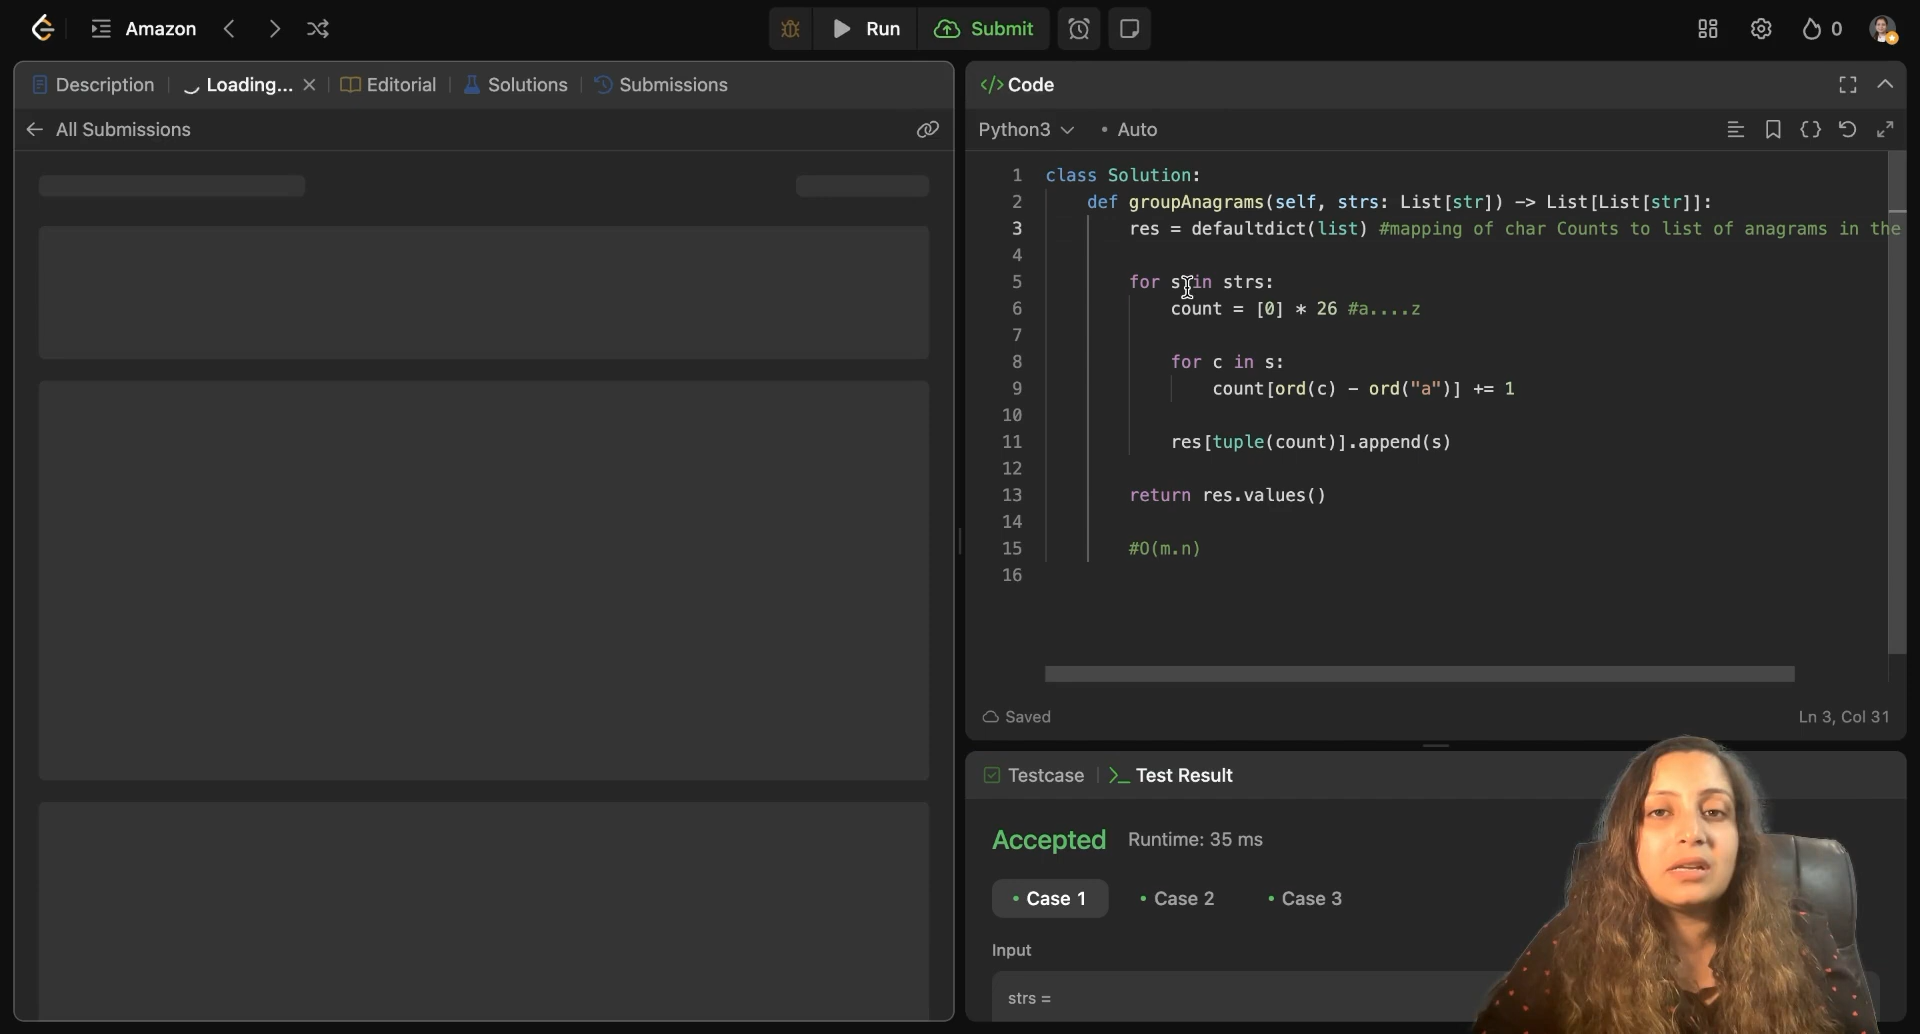 Amazon
Run
Submit
0
Description
Loading...
Editorial
Solutions
Submissions
All Submissions
</> Code
Python3
• Auto
1 class Solution:
2 def groupAnagrams(self, strs: List[str]) -> List[List[str]]:
3 res = defaultdict(list) #mapping of char Counts to list of anagrams in the
4
5 for s in strs:
6 count = [0] * 26 #a....z
7
8 for c in s:
9 count[ord(c) - ord("a")] += 1
10
11 res[tuple(count)].append(s)
12
13 return res.values()
14
15 #O(m.n)
16
Saved
Ln 3, Col 31
Testcase
Test Result
Accepted Runtime: 35 ms
• Case 1
• Case 2
• Case 3
Input
strs =